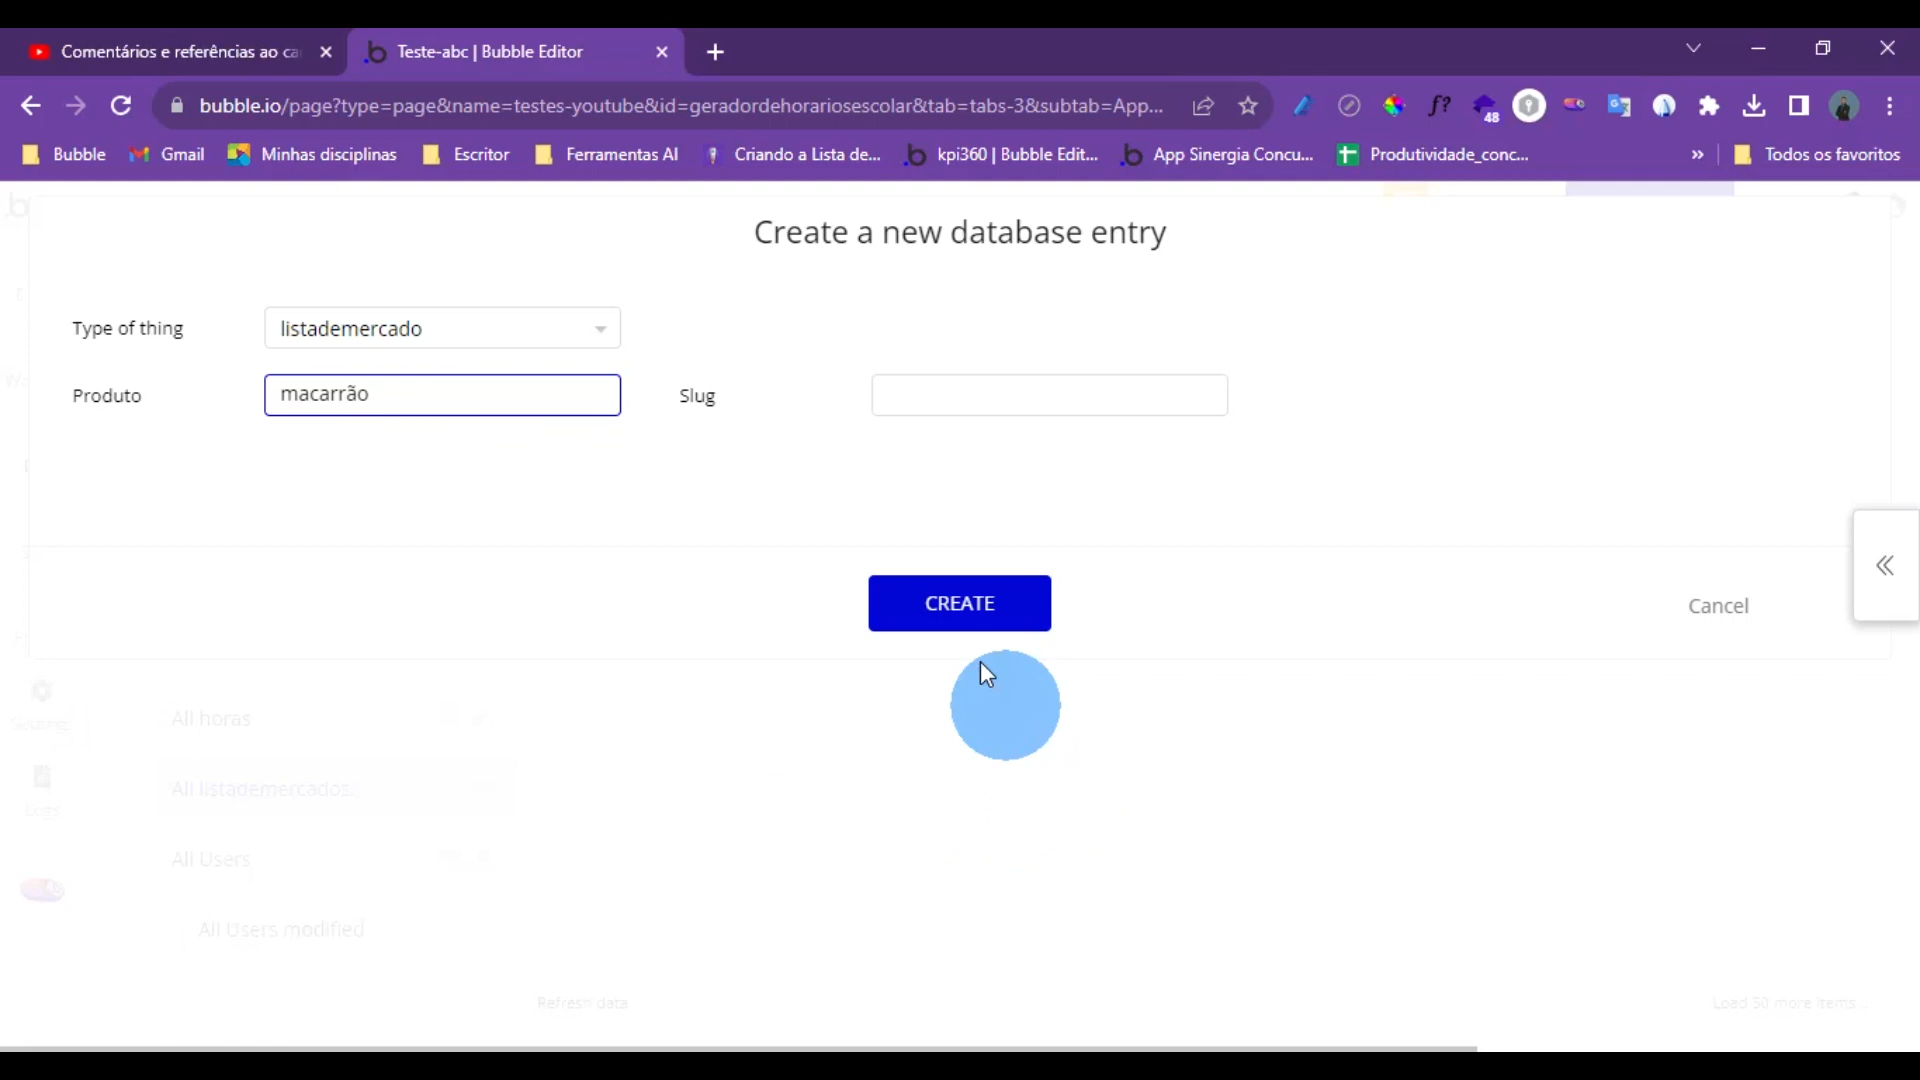 Comentários e referências ao ca
Teste-abc | Bubble Editor
bubble.io/page?type=page&name=testes-youtube&id=geradordehorariosescolar&tab=tabs-3&subtab=App...
f?
48
Bubble
Gmail
Minhas disciplinas
Escritor
Ferramentas AI
Criando a Lista de...
kpi360 | Bubble Edit...
App Sinergia Concu...
Produtividade_conc...
»
Todos os favoritos
Create a new database entry
Type of thing
listademercado
Produto
macarrão
Slug
CREATE
Cancel
All horas
All listademercados
Logs
All Users
All Users modified
Refresh data
Load 50 more items...